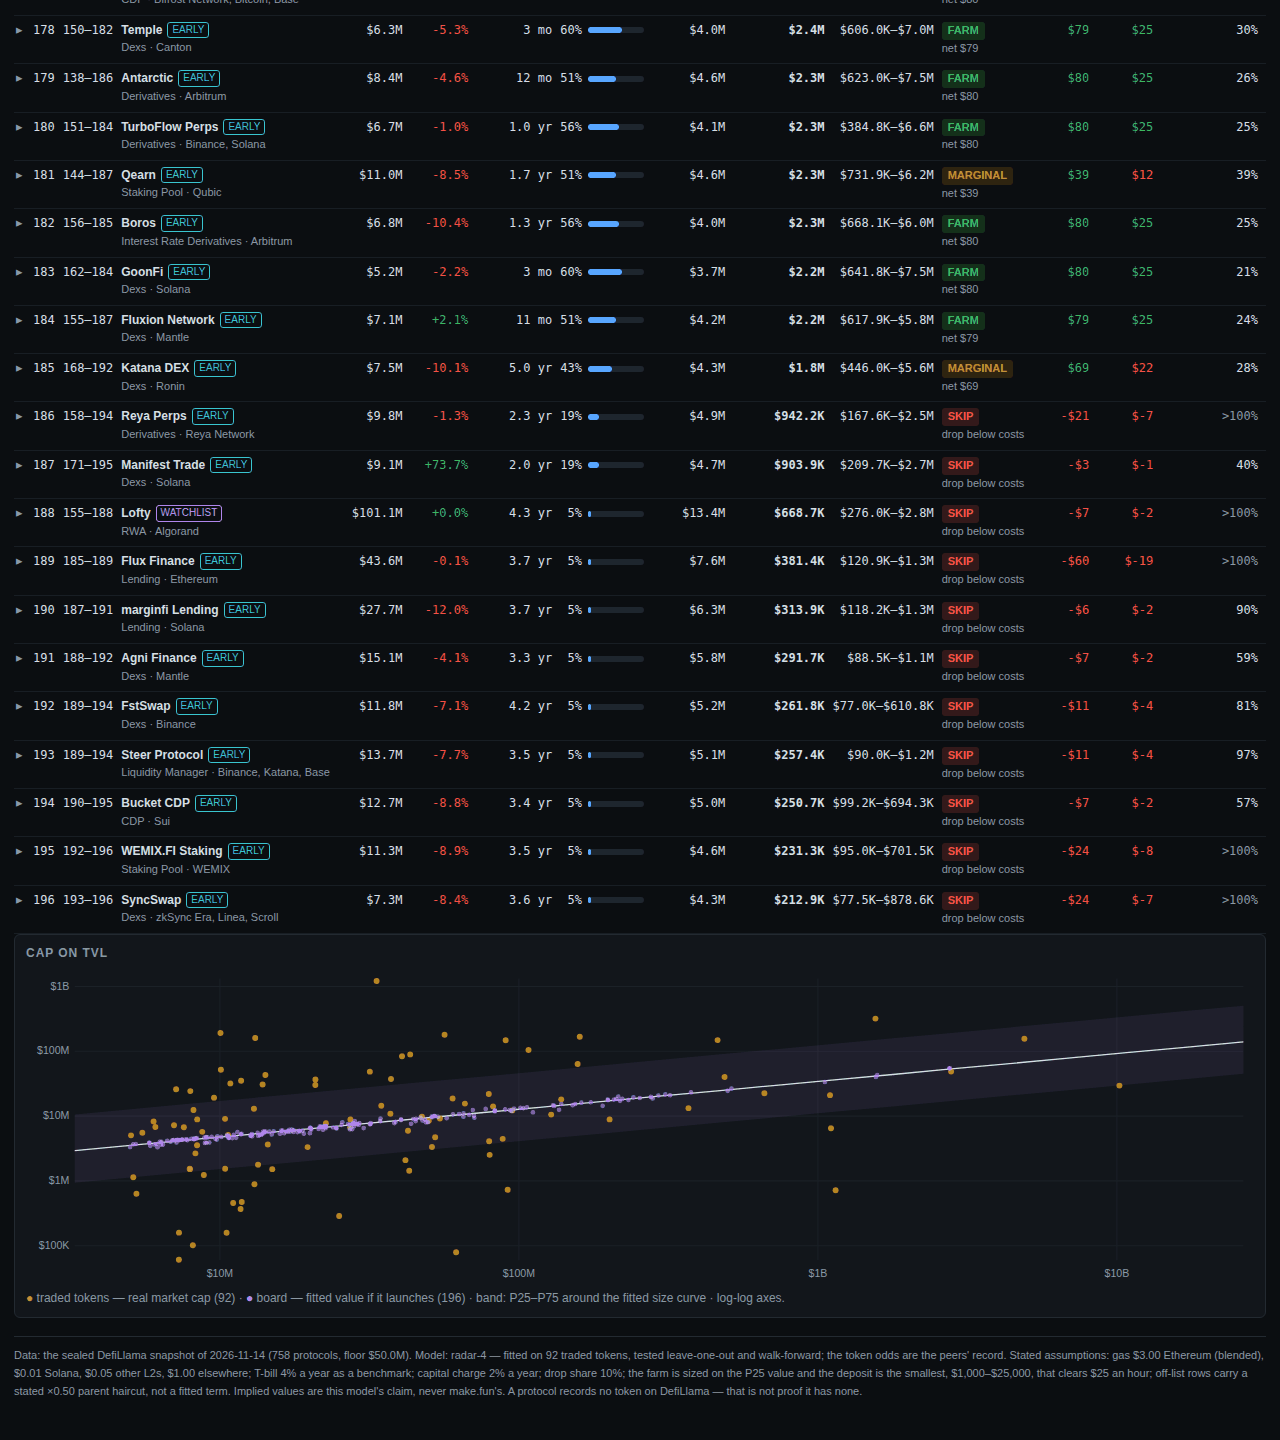 ▸ 178 150–182 Temple EARLY $6.3M -5.3% 3 mo 60% $4.0M $2.4M $606.0K–$7.0M FARM $79 $25 30%
Dexs · Canton net $79
▸ 179 138–186 Antarctic EARLY $8.4M -4.6% 12 mo 51% $4.6M $2.3M $623.0K–$7.5M FARM $80 $25 26%
Derivatives · Arbitrum net $80
▸ 180 151–184 TurboFlow Perps EARLY $6.7M -1.0% 1.0 yr 56% $4.1M $2.3M $384.8K–$6.6M FARM $80 $25 25%
Derivatives · Binance, Solana net $80
▸ 181 144–187 Qearn EARLY $11.0M -8.5% 1.7 yr 51% $4.6M $2.3M $731.9K–$6.2M MARGINAL $39 $12 39%
Staking Pool · Qubic net $39
▸ 182 156–185 Boros EARLY $6.8M -10.4% 1.3 yr 56% $4.0M $2.3M $668.1K–$6.0M FARM $80 $25 25%
Interest Rate Derivatives · Arbitrum net $80
▸ 183 162–184 GoonFi EARLY $5.2M -2.2% 3 mo 60% $3.7M $2.2M $641.8K–$7.5M FARM $80 $25 21%
Dexs · Solana net $80
▸ 184 155–187 Fluxion Network EARLY $7.1M +2.1% 11 mo 51% $4.2M $2.2M $617.9K–$5.8M FARM $79 $25 24%
Dexs · Mantle net $79
▸ 185 168–192 Katana DEX EARLY $7.5M -10.1% 5.0 yr 43% $4.3M $1.8M $446.0K–$5.6M MARGINAL $69 $22 28%
Dexs · Ronin net $69
▸ 186 158–194 Reya Perps EARLY $9.8M -1.3% 2.3 yr 19% $4.9M $942.2K $167.6K–$2.5M SKIP -$21 $-7 >100%
Derivatives · Reya Network drop below costs
▸ 187 171–195 Manifest Trade EARLY $9.1M +73.7% 2.0 yr 19% $4.7M $903.9K $209.7K–$2.7M SKIP -$3 $-1 40%
Dexs · Solana drop below costs
▸ 188 155–188 Lofty WATCHLIST $101.1M +0.0% 4.3 yr 5% $13.4M $668.7K $276.0K–$2.8M SKIP -$7 $-2 >100%
RWA · Algorand drop below costs
▸ 189 185–189 Flux Finance EARLY $43.6M -0.1% 3.7 yr 5% $7.6M $381.4K $120.9K–$1.3M SKIP -$60 $-19 >100%
Lending · Ethereum drop below costs
▸ 190 187–191 marginfi Lending EARLY $27.7M -12.0% 3.7 yr 5% $6.3M $313.9K $118.2K–$1.3M SKIP -$6 $-2 90%
Lending · Solana drop below costs
▸ 191 188–192 Agni Finance EARLY $15.1M -4.1% 3.3 yr 5% $5.8M $291.7K $88.5K–$1.1M SKIP -$7 $-2 59%
Dexs · Mantle drop below costs
▸ 192 189–194 FstSwap EARLY $11.8M -7.1% 4.2 yr 5% $5.2M $261.8K $77.0K–$610.8K SKIP -$11 $-4 81%
Dexs · Binance drop below costs
▸ 193 189–194 Steer Protocol EARLY $13.7M -7.7% 3.5 yr 5% $5.1M $257.4K $90.0K–$1.2M SKIP -$11 $-4 97%
Liquidity Manager · Binance, Katana, Base drop below costs
▸ 194 190–195 Bucket CDP EARLY $12.7M -8.8% 3.4 yr 5% $5.0M $250.7K $99.2K–$694.3K SKIP -$7 $-2 57%
CDP · Sui drop below costs
▸ 195 192–196 WEMIX.FI Staking EARLY $11.3M -8.9% 3.5 yr 5% $4.6M $231.3K $95.0K–$701.5K SKIP -$24 $-8 >100%
Staking Pool · WEMIX drop below costs
▸ 196 193–196 SyncSwap EARLY $7.3M -8.4% 3.6 yr 5% $4.3M $212.9K $77.5K–$878.6K SKIP -$24 $-7 >100%
Dexs · zkSync Era, Linea, Scroll drop below costs
CAP ON TVL
$1B
$100M
$10M
$1M
$100K
$10M $100M $1B $10B
● traded tokens — real market cap (92) · ● board — fitted value if it launches (196) · band: P25–P75 around the fitted size curve · log-log axes.
Data: the sealed DefiLlama snapshot of 2026-11-14 (758 protocols, floor $50.0M). Model: radar-4 — fitted on 92 traded tokens, tested leave-one-out and walk-forward; the token odds are the peers' record. Stated assumptions: gas $3.00 Ethereum (blended),
$0.01 Solana, $0.05 other L2s, $1.00 elsewhere; T-bill 4% a year as a benchmark; capital charge 2% a year; drop share 10%; the farm is sized on the P25 value and the deposit is the smallest, $1,000–$25,000, that clears $25 an hour; off-list rows carry a
stated ×0.50 parent haircut, not a fitted term. Implied values are this model's claim, never make.fun's. A protocol records no token on DefiLlama — that is not proof it has none.